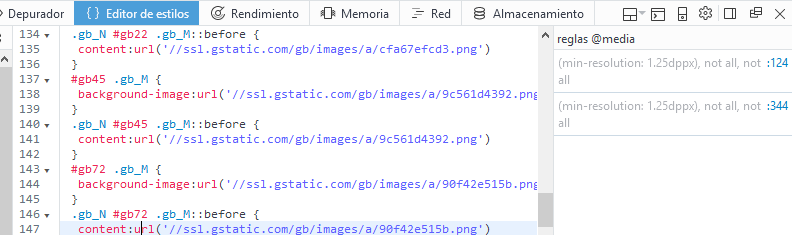 Depurador Editor de estilos Rendimiento Memoria Red Almacenamiento
134 .gb_N #gb22 .gb_M::before {
135 content:url('//ssl.gstatic.com/gb/images/a/cfa67efcd3.png')
136 }
137 #gb45 .gb_M {
138 background-image:url('//ssl.gstatic.com/gb/images/a/9c561d4392.png
139 }
140 .gb_N #gb45 .gb_M::before {
141 content:url('//ssl.gstatic.com/gb/images/a/9c561d4392.png')
142 }
143 #gb72 .gb_M {
144 background-image:url('//ssl.gstatic.com/gb/images/a/90f42e515b.png
145 }
146 .gb_N #gb72 .gb_M::before {
147 content:url('//ssl.gstatic.com/gb/images/a/90f42e515b.png')
reglas @media
(min-resolution: 1.25dppx), not all, not :124
all
(min-resolution: 1.25dppx), not all, not :344
all